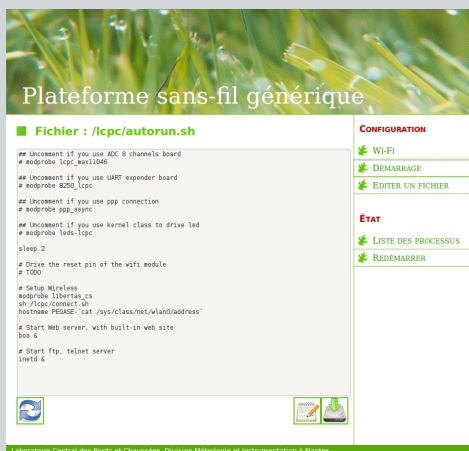 Plateforme sans-fil générique
Fichier : /lcpc/autorun.sh
## Uncomment if you use ADC 8 channels board
# modprobe lcpc_max11046
## Uncomment if you use UART expender board
# modprobe 8250_lcpc
## Uncomment if you use ppp connection
# modprobe ppp_async
## Uncomment if you use kernel class to drive led
# modprobe leds-lcpc
sleep 2
# Drive the reset pin of the wifi module
# TODO
# Setup Wireless
modprobe libertas_cs
sh /lcpc/connect.sh
hostname PEGASE-`cat /sys/class/net/wlan0/address`
# Start Web server, with built-in web site
boa &
# Start ftp, telnet server
inetd &
CONFIGURATION
WI-FI
DÉMARRAGE
EDITER UN FICHIER
ÉTAT
LISTE DES PROCESSUS
REDÉMARRER
Laboratoire Central des Ponts et Chaussées, Division Métrologie et Instrumentation à Nantes